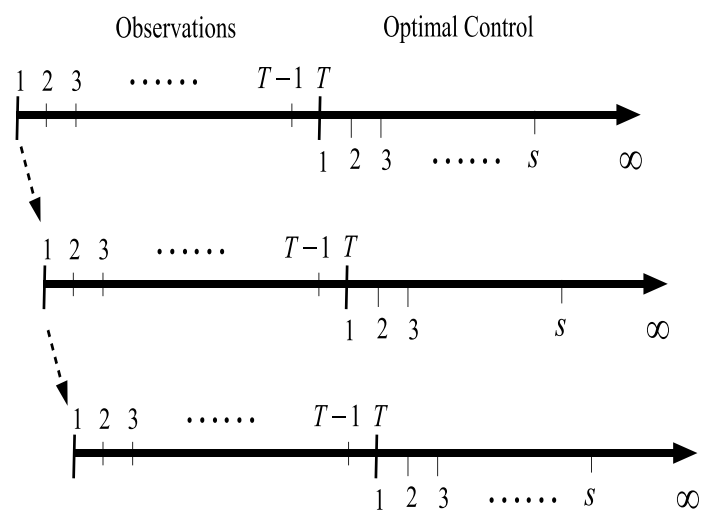 Observations Optimal Control
1 2 3 ...... T−1 T
1 2 3 ...... s ∞
1 2 3 ...... T−1 T
1 2 3 s ∞
1 2 3 ...... T−1 T
1 2 3 ...... s ∞